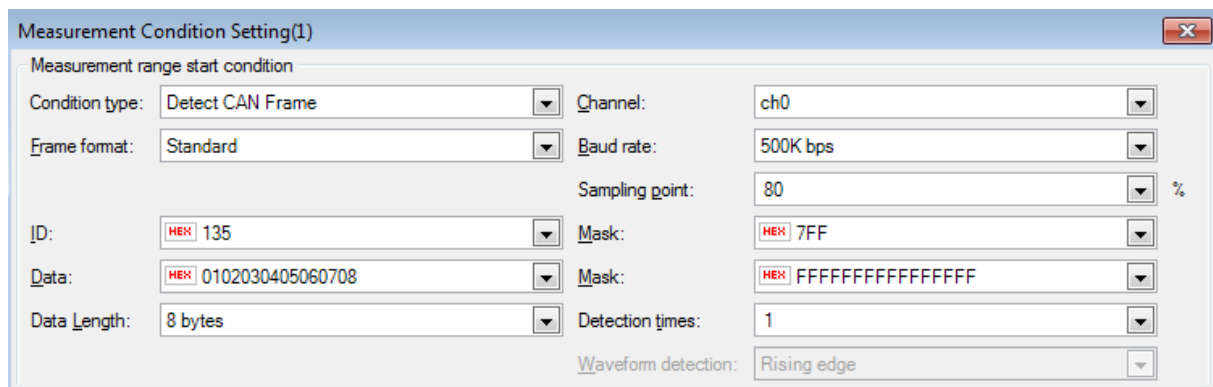 Measurement Condition Setting(1)
Measurement range start condition
Condition type: Detect CAN Frame Channel: ch0
Frame format: Standard Baud rate: 500K bps
Sampling point: 80 %
ID: HEX 135 Mask: HEX 7FF
Data: HEX 0102030405060708 Mask: HEX FFFFFFFFFFFFFFFF
Data Length: 8 bytes Detection times: 1
Waveform detection: Rising edge